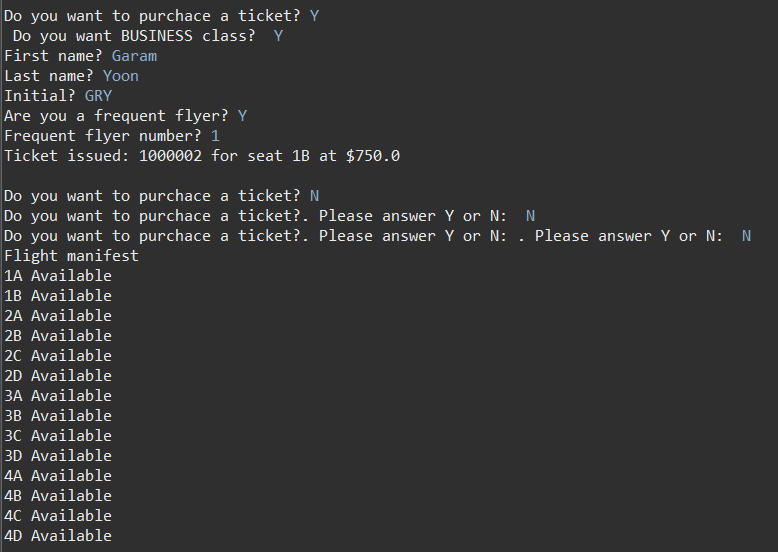 Do you want to purchace a ticket? Y
 Do you want BUSINESS class?  Y
First name? Garam
Last name? Yoon
Initial? GRY
Are you a frequent flyer? Y
Frequent flyer number? 1
Ticket issued: 1000002 for seat 1B at $750.0

Do you want to purchace a ticket? N
Do you want to purchace a ticket?. Please answer Y or N:  N
Do you want to purchace a ticket?. Please answer Y or N: . Please answer Y or N:  N
Flight manifest
1A Available
1B Available
2A Available
2B Available
2C Available
2D Available
3A Available
3B Available
3C Available
3D Available
4A Available
4B Available
4C Available
4D Available